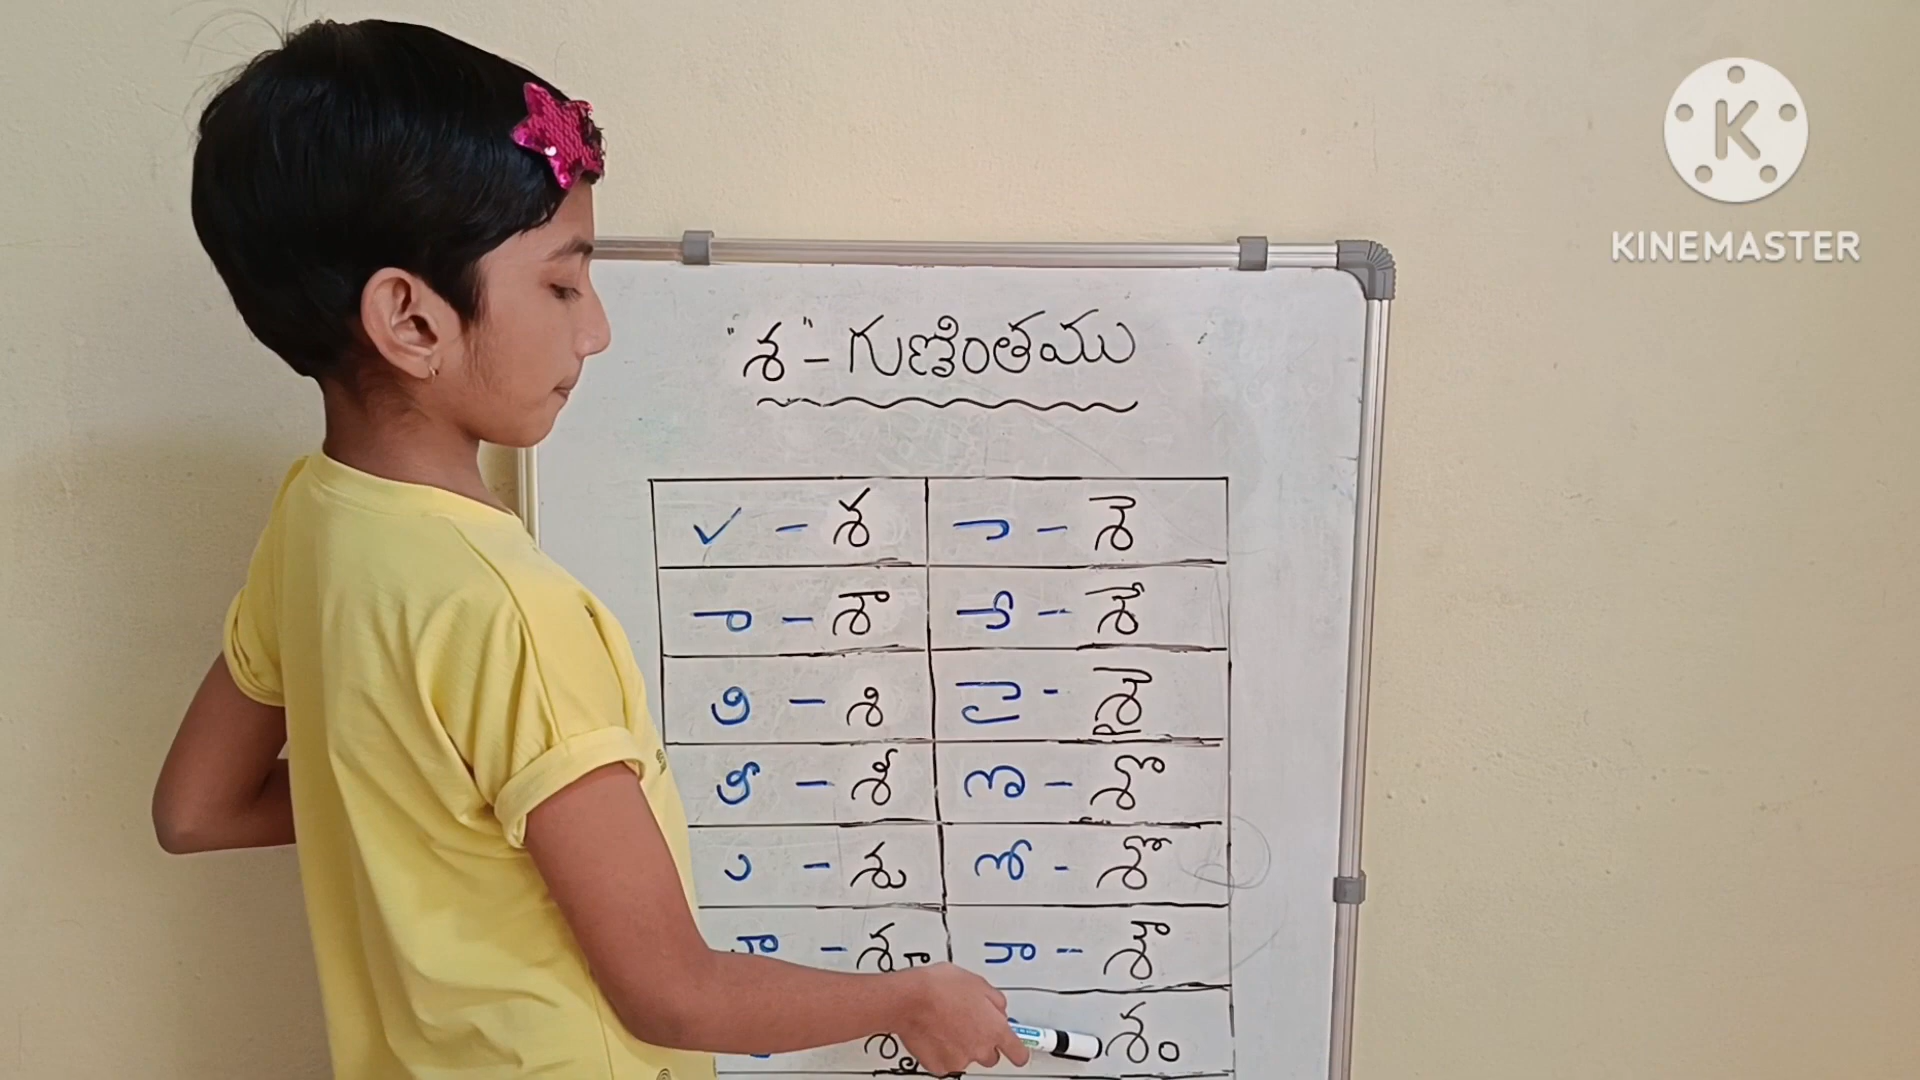 "శ" - గుణింతము
✓ - శ ె - శె
ా - శా ే - శే
ి - శి ై - శై
ీ - శీ ొ - శొ
ు - శు ో - శో
ూ - శూ ౌ - శౌ
శృ శం
K
KINEMASTER